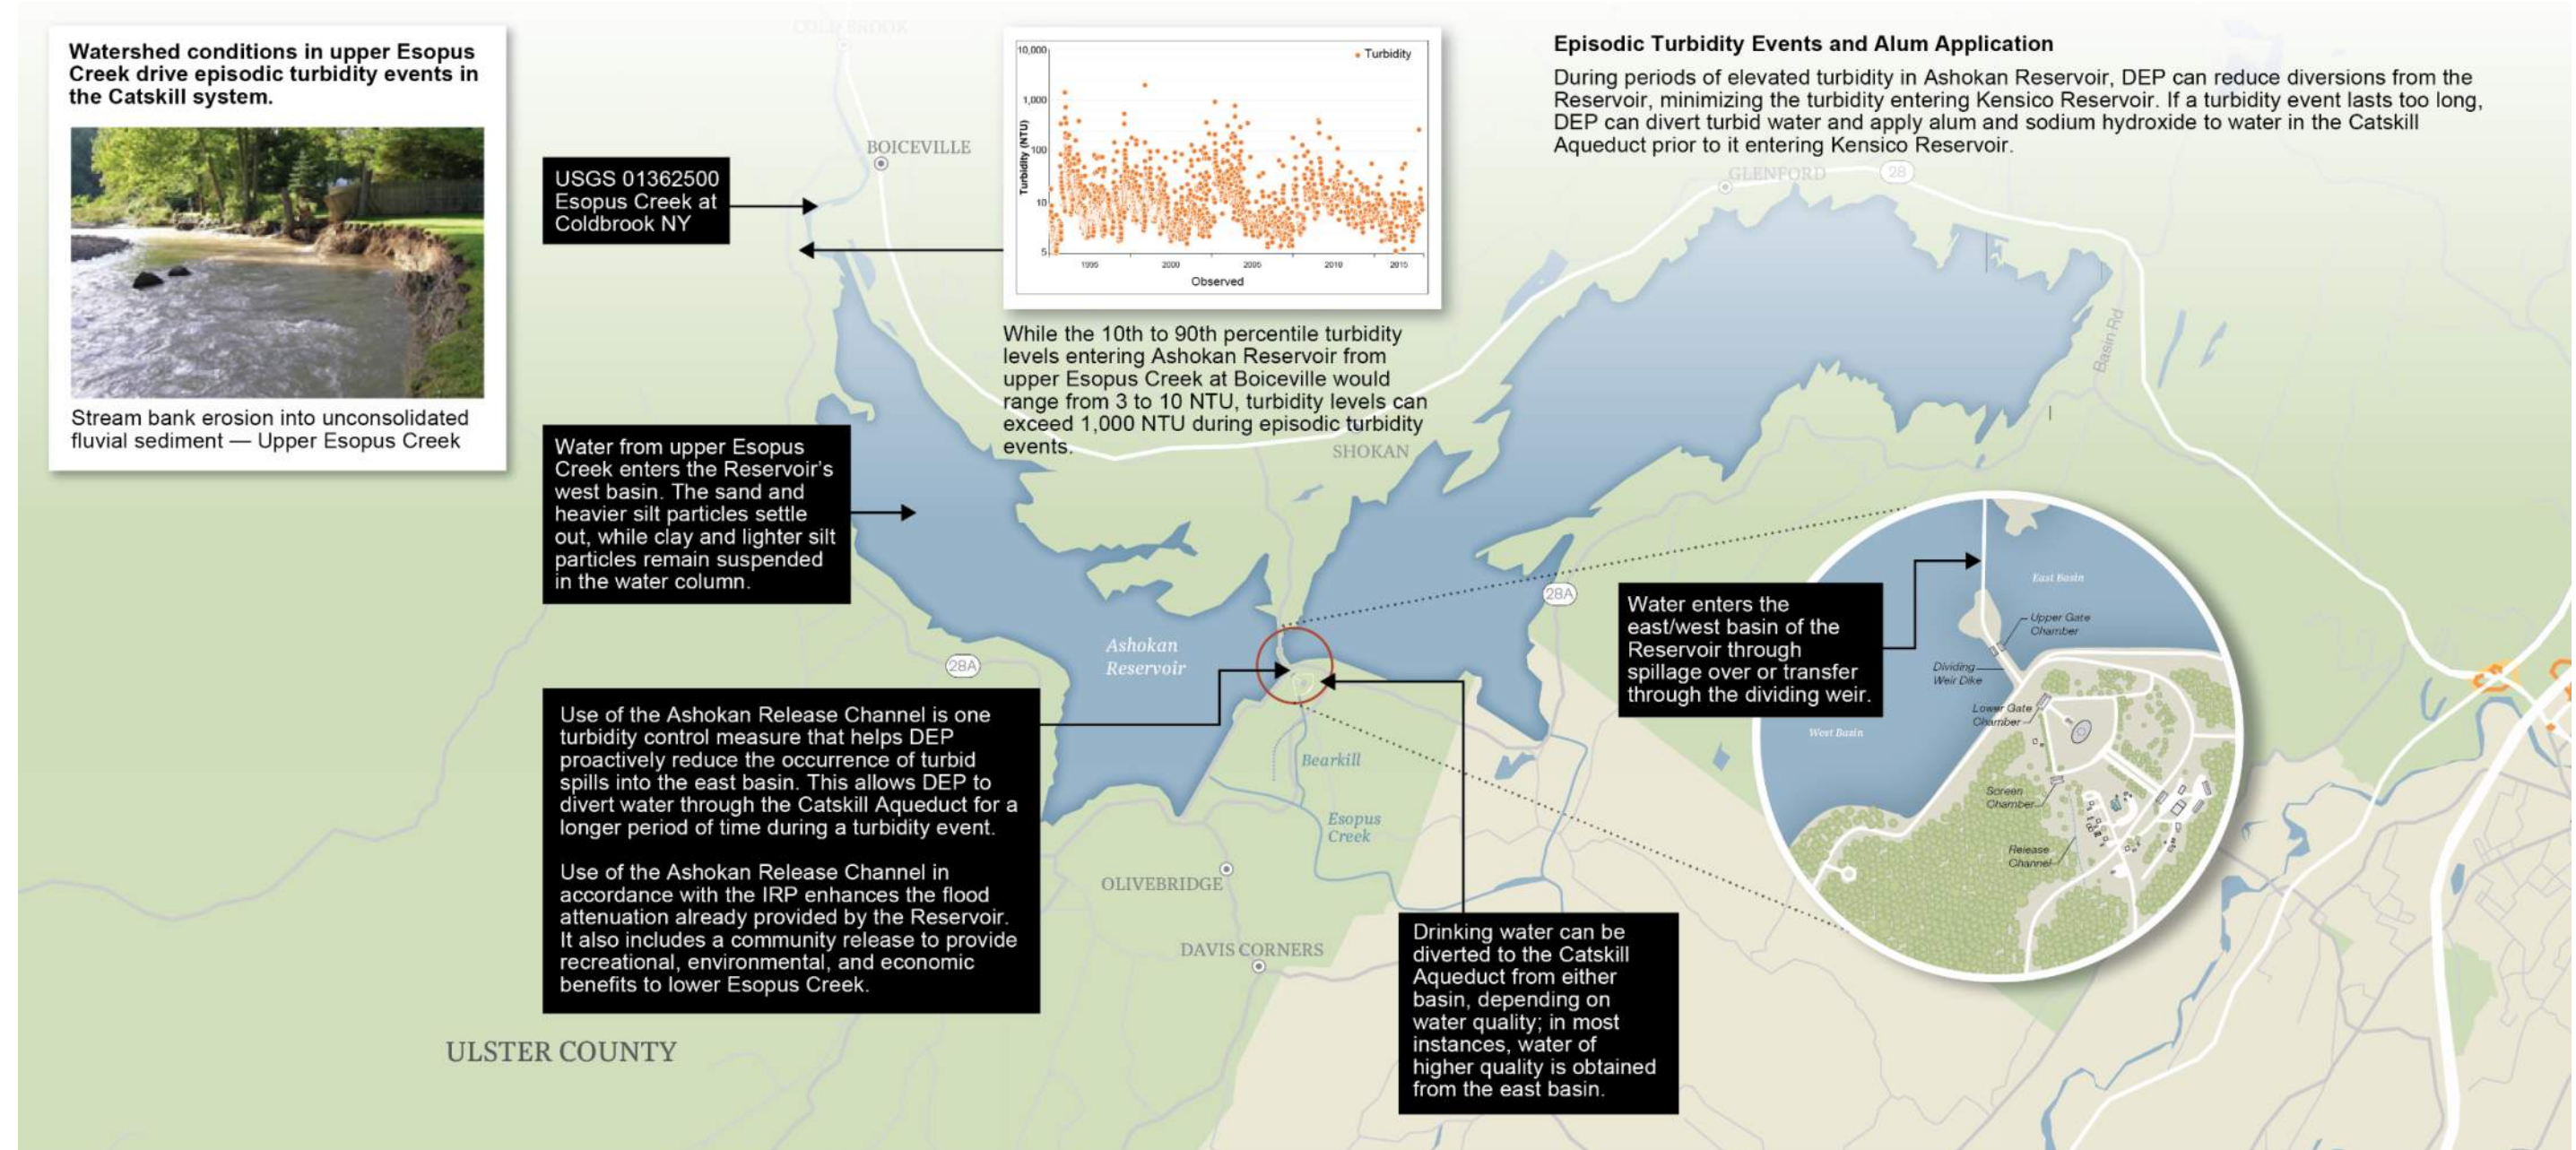 Watershed conditions in upper Esopus
Creek drive episodic turbidity events in
the Catskill system.
Stream bank erosion into unconsolidated
fluvial sediment — Upper Esopus Creek
COLD BROOK
BOICEVILLE
USGS 01362500
Esopus Creek at
Coldbrook NY
Turbidity
Turbidity (NTU)
10,000
1,000
100
10
5
1995
2000
2005
2010
2015
Observed
While the 10th to 90th percentile turbidity
levels entering Ashokan Reservoir from
upper Esopus Creek at Boiceville would
range from 3 to 10 NTU, turbidity levels can
exceed 1,000 NTU during episodic turbidity
events.
Episodic Turbidity Events and Alum Application
During periods of elevated turbidity in Ashokan Reservoir, DEP can reduce diversions from the
Reservoir, minimizing the turbidity entering Kensico Reservoir. If a turbidity event lasts too long,
DEP can divert turbid water and apply alum and sodium hydroxide to water in the Catskill
Aqueduct prior to it entering Kensico Reservoir.
GLENFORD
28
Basin Rd
SHOKAN
Water from upper Esopus
Creek enters the Reservoir's
west basin. The sand and
heavier silt particles settle
out, while clay and lighter silt
particles remain suspended
in the water column.
28A
Ashokan
Reservoir
28A
Water enters the
east/west basin of the
Reservoir through
spillage over or transfer
through the dividing weir.
East Basin
Upper Gate
Chamber
Dividing
Weir Dike
Lower Gate
Chamber
West Basin
Screen
Chamber
Release
Channel
Use of the Ashokan Release Channel is one
turbidity control measure that helps DEP
proactively reduce the occurrence of turbid
spills into the east basin. This allows DEP to
divert water through the Catskill Aqueduct for a
longer period of time during a turbidity event.
Use of the Ashokan Release Channel in
accordance with the IRP enhances the flood
attenuation already provided by the Reservoir.
It also includes a community release to provide
recreational, environmental, and economic
benefits to lower Esopus Creek.
Bearkill
Esopus
Creek
OLIVEBRIDGE
DAVIS CORNERS
Drinking water can be
diverted to the Catskill
Aqueduct from either
basin, depending on
water quality; in most
instances, water of
higher quality is obtained
from the east basin.
ULSTER COUNTY